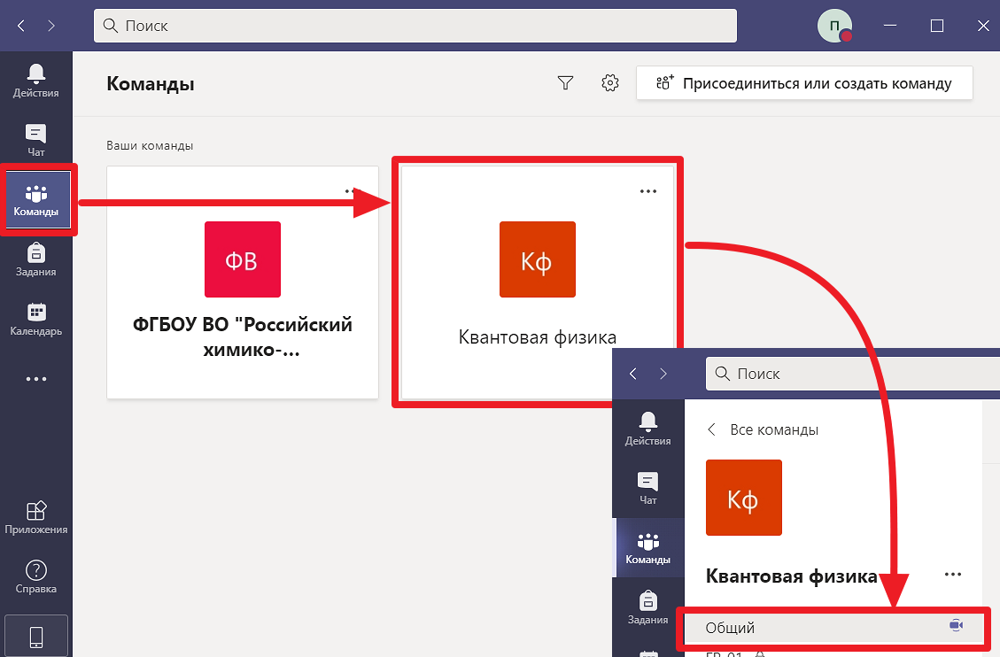 Поиск
П
Действия
Чат
Команды
Задания
Календарь
Приложения
Справка
Команды
Присоединиться или создать команду
Ваши команды
ФВ
ФГБОУ ВО "Российский
химико-...
Кф
Квантовая физика
Поиск
Действия
Чат
Команды
Задания
Все команды
Кф
Квантовая физика
Общий